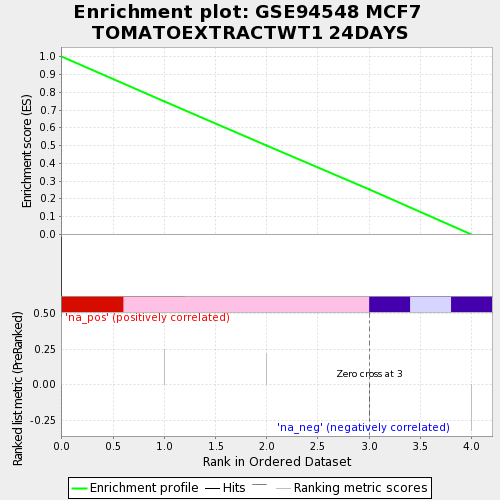 Enrichment plot: GSE94548 MCF7
TOMATOEXTRACTWT1 24DAYS
Enrichment score (ES)
1.0
0.9
0.8
0.7
0.6
0.5
0.4
0.3
0.2
0.1
0.0
Ranked list metric (PreRanked)
0.50
0.25
0.00
-0.25
'na_pos' (positively correlated)
Zero cross at 3
'na_neg' (negatively correlated)
0.0 0.5 1.0 1.5 2.0 2.5 3.0 3.5 4.0
Rank in Ordered Dataset
Enrichment profile Hits Ranking metric scores